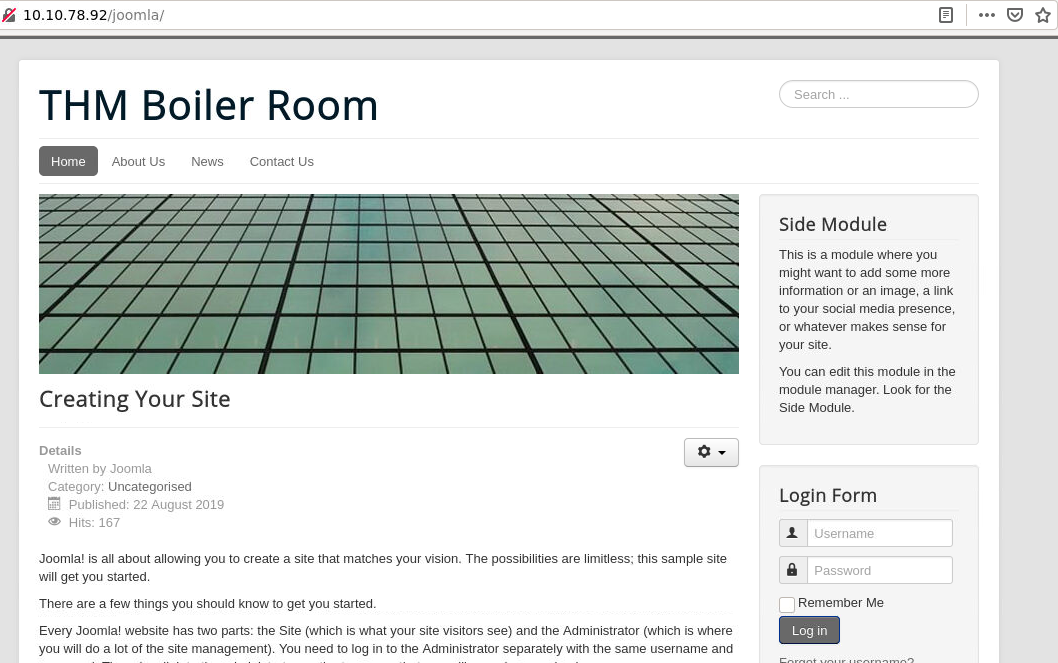 10.10.78.92/joomla/
THM Boiler Room
Search ...
Home About Us News Contact Us
Creating Your Site
Details
Written by Joomla
Category: Uncategorised
Published: 22 August 2019
Hits: 167
Joomla! is all about allowing you to create a site that matches your vision. The possibilities are limitless; this sample site
will get you started.
There are a few things you should know to get you started.
Every Joomla! website has two parts: the Site (which is what your site visitors see) and the Administrator (which is where
you will do a lot of the site management). You need to log in to the Administrator separately with the same username and
Side Module
This is a module where you
might want to add some more
information or an image, a link
to your social media presence,
or whatever makes sense for
your site.
You can edit this module in the
module manager. Look for the
Side Module.
Login Form
Username
Password
Remember Me
Log in
Forgot your username?